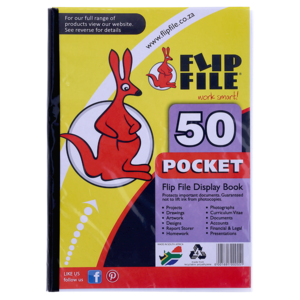 For our full range of
products view our website.
See reverse for details
www.flipfile.co.za
FLIP
FILE
work smart!
50
POCKET
Flip File Display Book
Protects important documents. Guaranteed
not to lift ink from photocopies.
• Projects
• Drawings
• Artwork
• Designs
• Report Storer
• Homework
• Photographs
• Curriculum Vitae
• Documents
• Accounts
• Financial & Legal
• Presentations
LIKE US
follow us